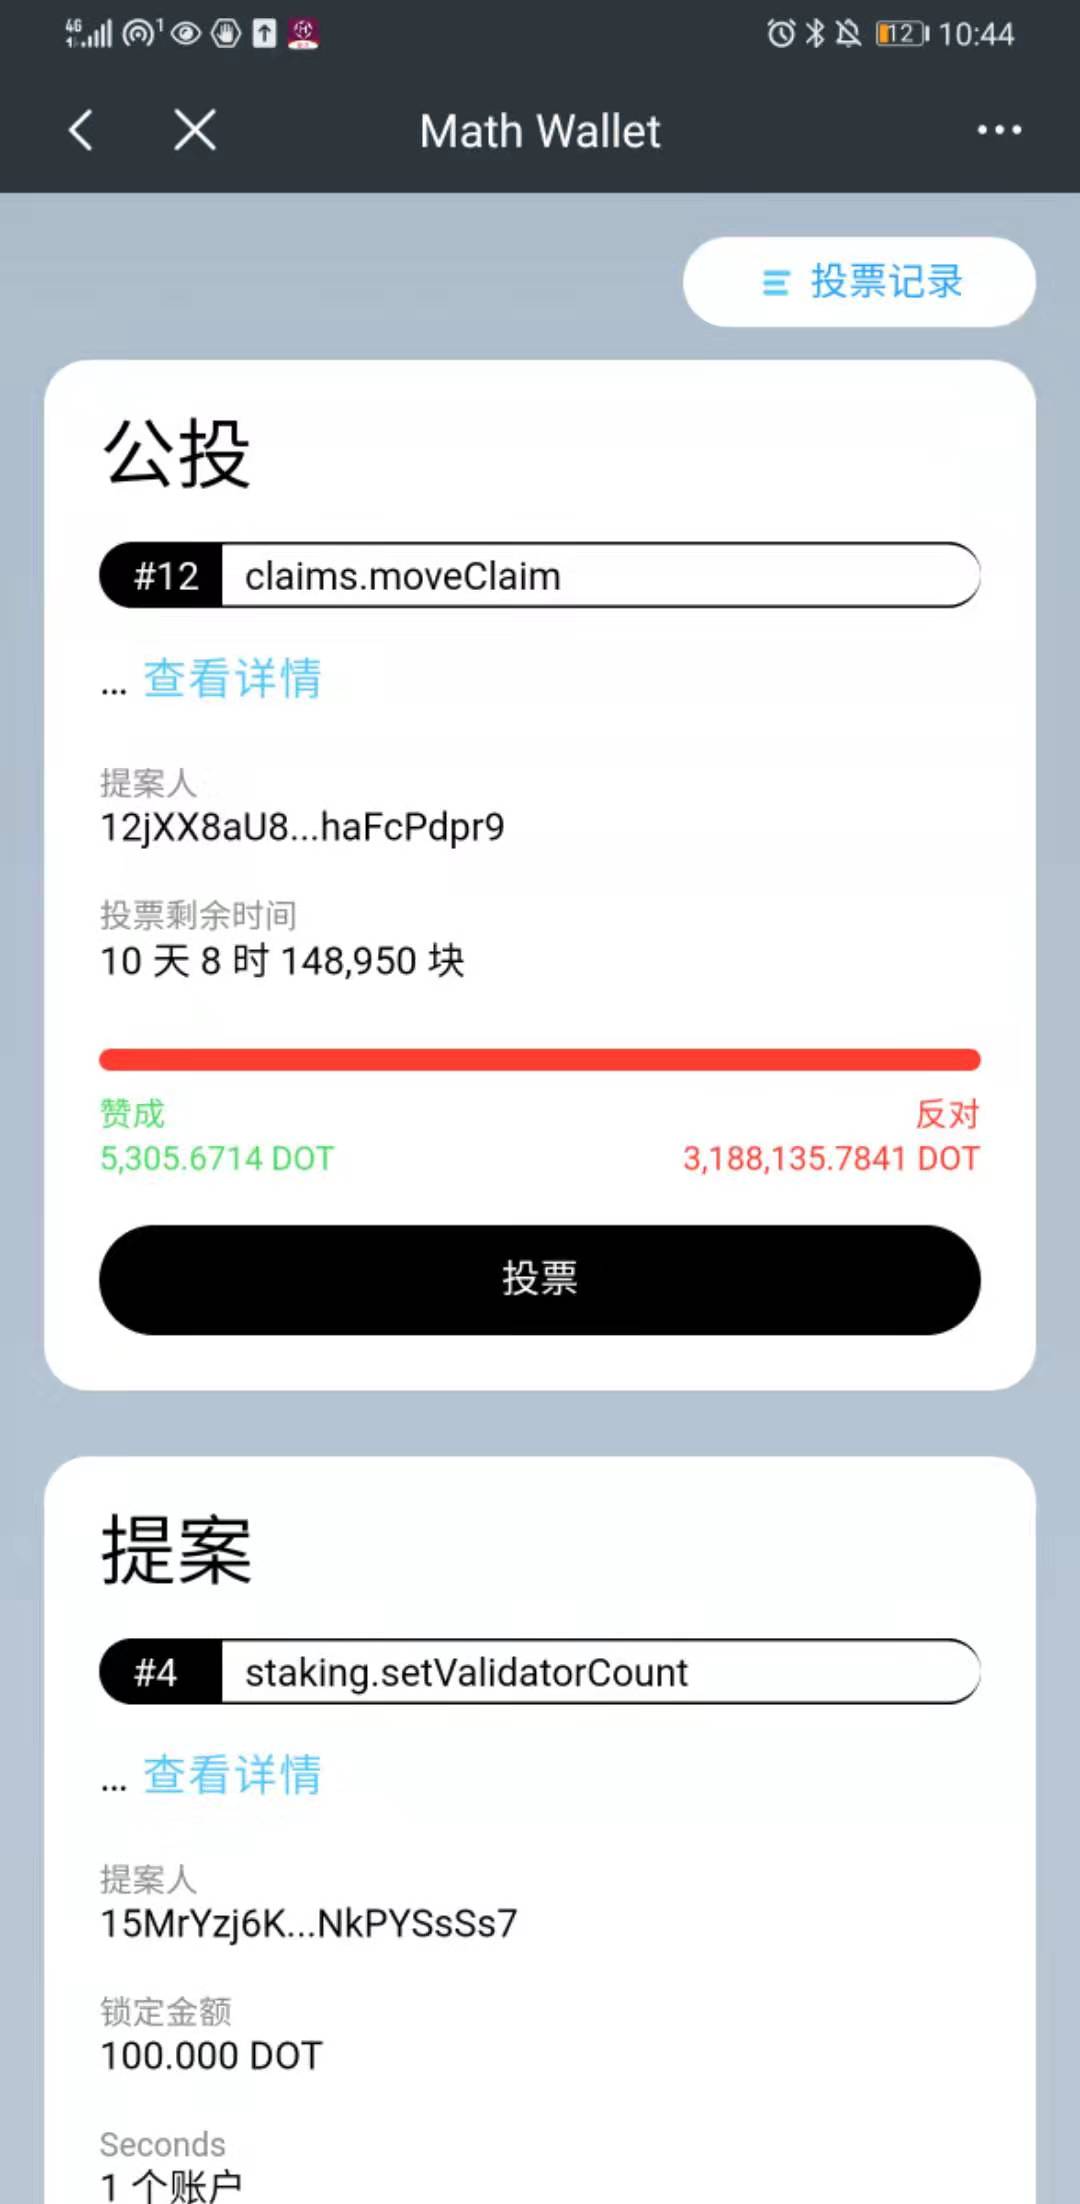 4G 1 12 10:44
Math Wallet
投票记录
公投
#12 claims.moveClaim
... 查看详情
提案人
12jXX8aU8...haFcPdpr9
投票剩余时间
10 天 8 时 148,950 块
赞成 反对
5,305.6714 DOT 3,188,135.7841 DOT
投票
提案
#4 staking.setValidatorCount
... 查看详情
提案人
15MrYzj6K...NkPYSsSs7
锁定金额
100.000 DOT
Seconds
1 个账户